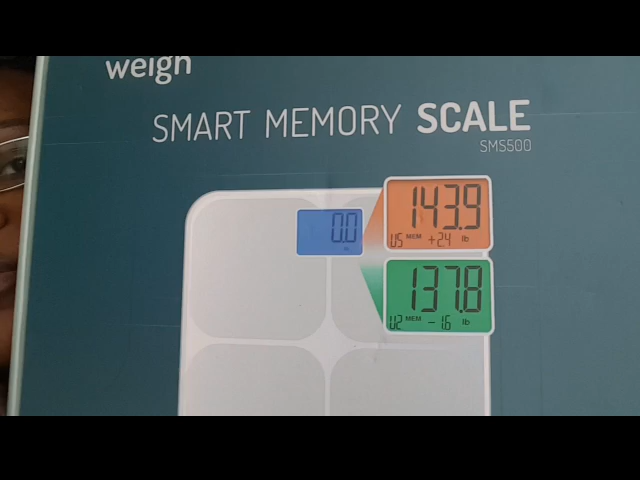 weigh
SMART MEMORY SCALE
SMS500
0.0
lb
143.9
U5 MEM +2.4 lb
137.8
U2 MEM -1.6 lb